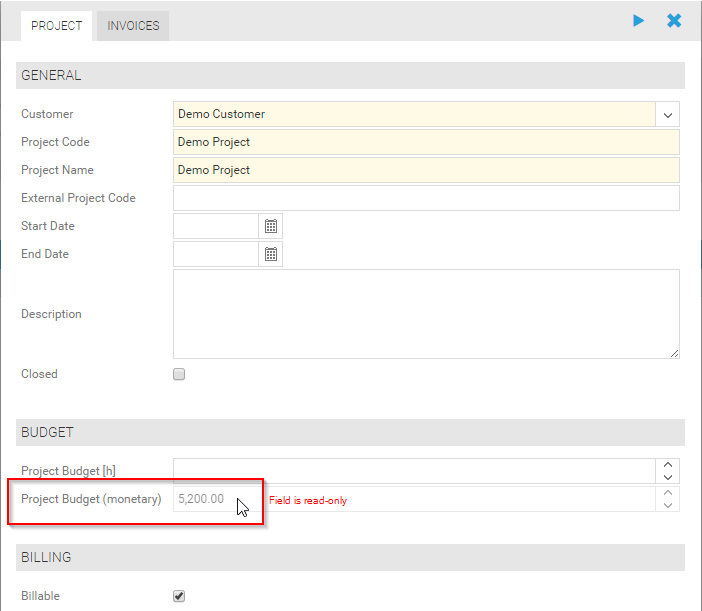 PROJECT INVOICES
GENERAL
Customer Demo Customer
Project Code Demo Project
Project Name Demo Project
External Project Code
Start Date
End Date
Description
Closed
BUDGET
Project Budget [h]
Project Budget (monetary) 5,200.00 Field is read-only
BILLING
Billable